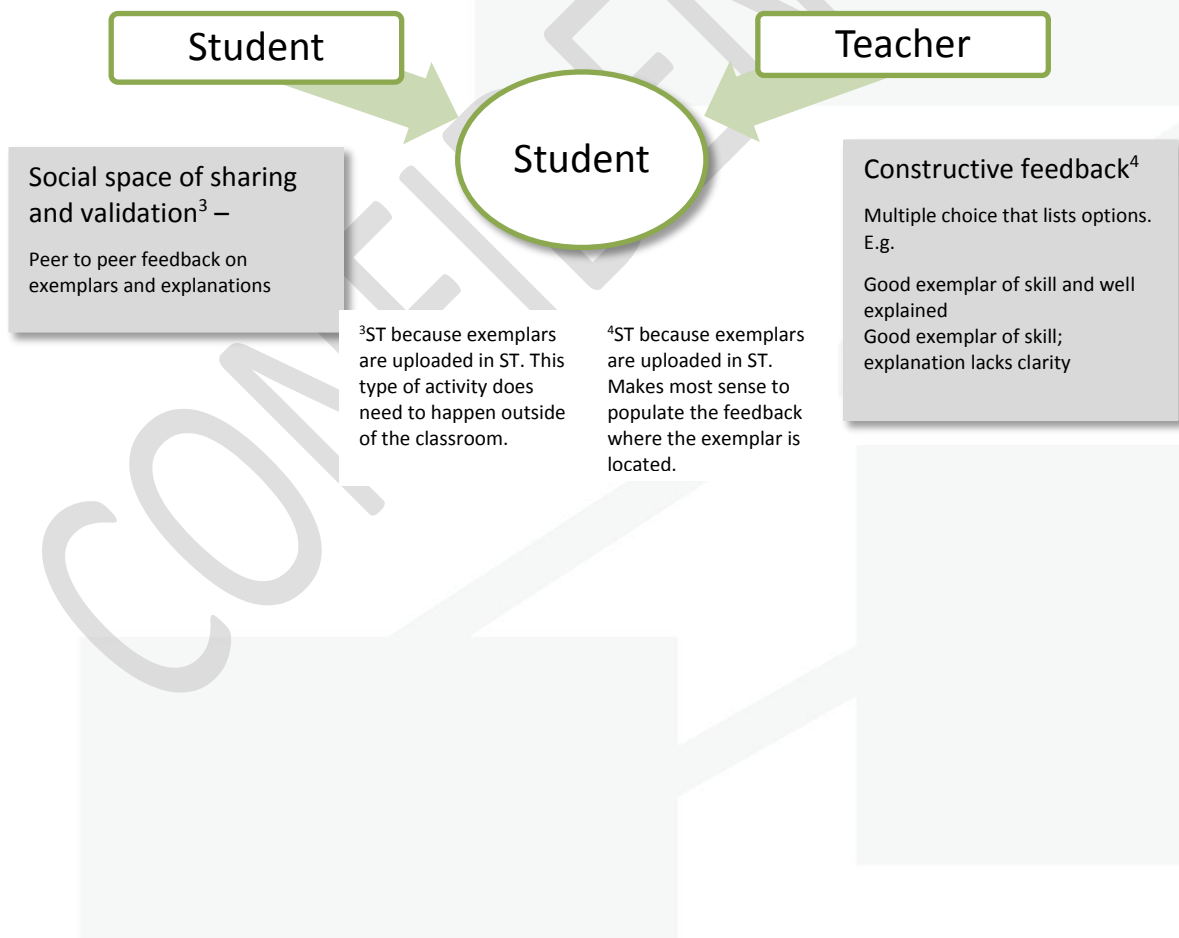 Student
Teacher
Student
Social space of sharing
and validation³ –
Peer to peer feedback on
exemplars and explanations
Constructive feedback⁴
Multiple choice that lists options.
E.g.
Good exemplar of skill and well
explained
Good exemplar of skill;
explanation lacks clarity
³ST because exemplars
are uploaded in ST. This
type of activity does
need to happen outside
of the classroom.
⁴ST because exemplars
are uploaded in ST.
Makes most sense to
populate the feedback
where the exemplar is
located.